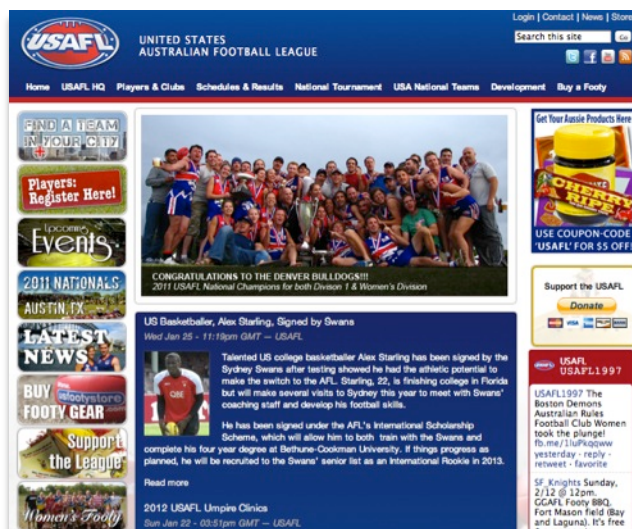 Login | Contact | News | Store
USAFL
UNITED STATES
AUSTRALIAN FOOTBALL LEAGUE
Search this site
Go
Home USAFL HQ Players & Clubs Schedules & Results National Tournament USA National Teams Development Buy a Footy
FIND A TEAM
IN YOUR CITY
Players:
Register Here!
Upcoming
Events
2011 NATIONALS
AUSTIN, TX
LATEST
NEWS
BUY
usfootystore
FOOTY GEAR
Support
the League
Women's Footy
CONGRATULATIONS TO THE DENVER BULLDOGS!!!
2011 USAFL National Champions for both Divison 1 & Women's Division
US Basketballer, Alex Starling, Signed by Swans
Wed Jan 25 - 11:19pm GMT — USAFL
Talented US college basketballer Alex Starling has been signed by the
Sydney Swans after testing showed he had the athletic potential to
make the switch to the AFL. Starling, 22, is finishing college in Florida
but will make several visits to Sydney this year to meet with Swans'
coaching staff and develop his football skills.
He has been signed under the AFL's International Scholarship
Scheme, which will allow him to both train with the Swans and
complete his four year degree at Bethune-Cookman University. If things progress as
planned, he will be recruited to the Swans' senior list as an International Rookie in 2013.
Read more
2012 USAFL Umpire Clinics
Sun Jan 22 - 03:51pm GMT — USAFL
Get Your Aussie Products Here
CHERRY
RIPE
USE COUPON-CODE
'USAFL' FOR $5 OFF!
Support the USAFL
Donate
VISA
USAFL
USAFL1997
USAFL1997 The
Boston Demons
Australian Rules
Football Club Women
took the plunge!
fb.me/1luPkqqww
yesterday · reply ·
retweet · favorite
SF_Knights Sunday,
2/12 @ 12pm.
GGAFL Footy BBQ,
Fort Mason field (Bay
and Laguna). It's free